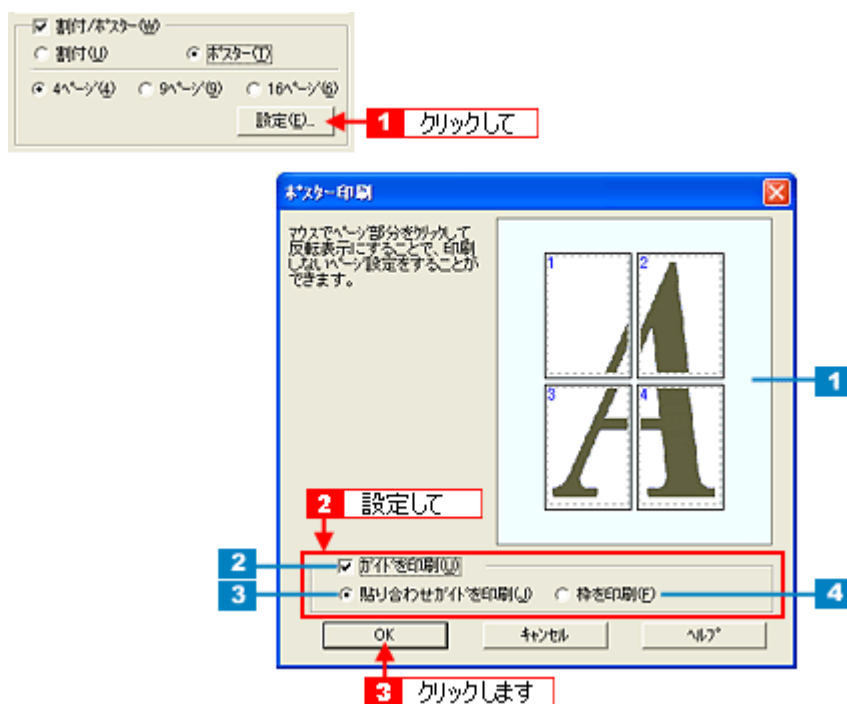 割付/ポスター(W)
割付(U) ポスター(T)
4ページ(4) 9ページ(9) 16ページ(6)
設定(E)...
1 クリックして
ポスター印刷
マウスでページ部分をクリックして
反転表示にすることで、印刷
しないページ設定をすることが
できます。
1 2
3 4
1
2 設定して
2 ガイドを印刷(U)
3 貼り合わせガイドを印刷(J) 枠を印刷(F) 4
OK キャンセル ヘルプ
3 クリックします